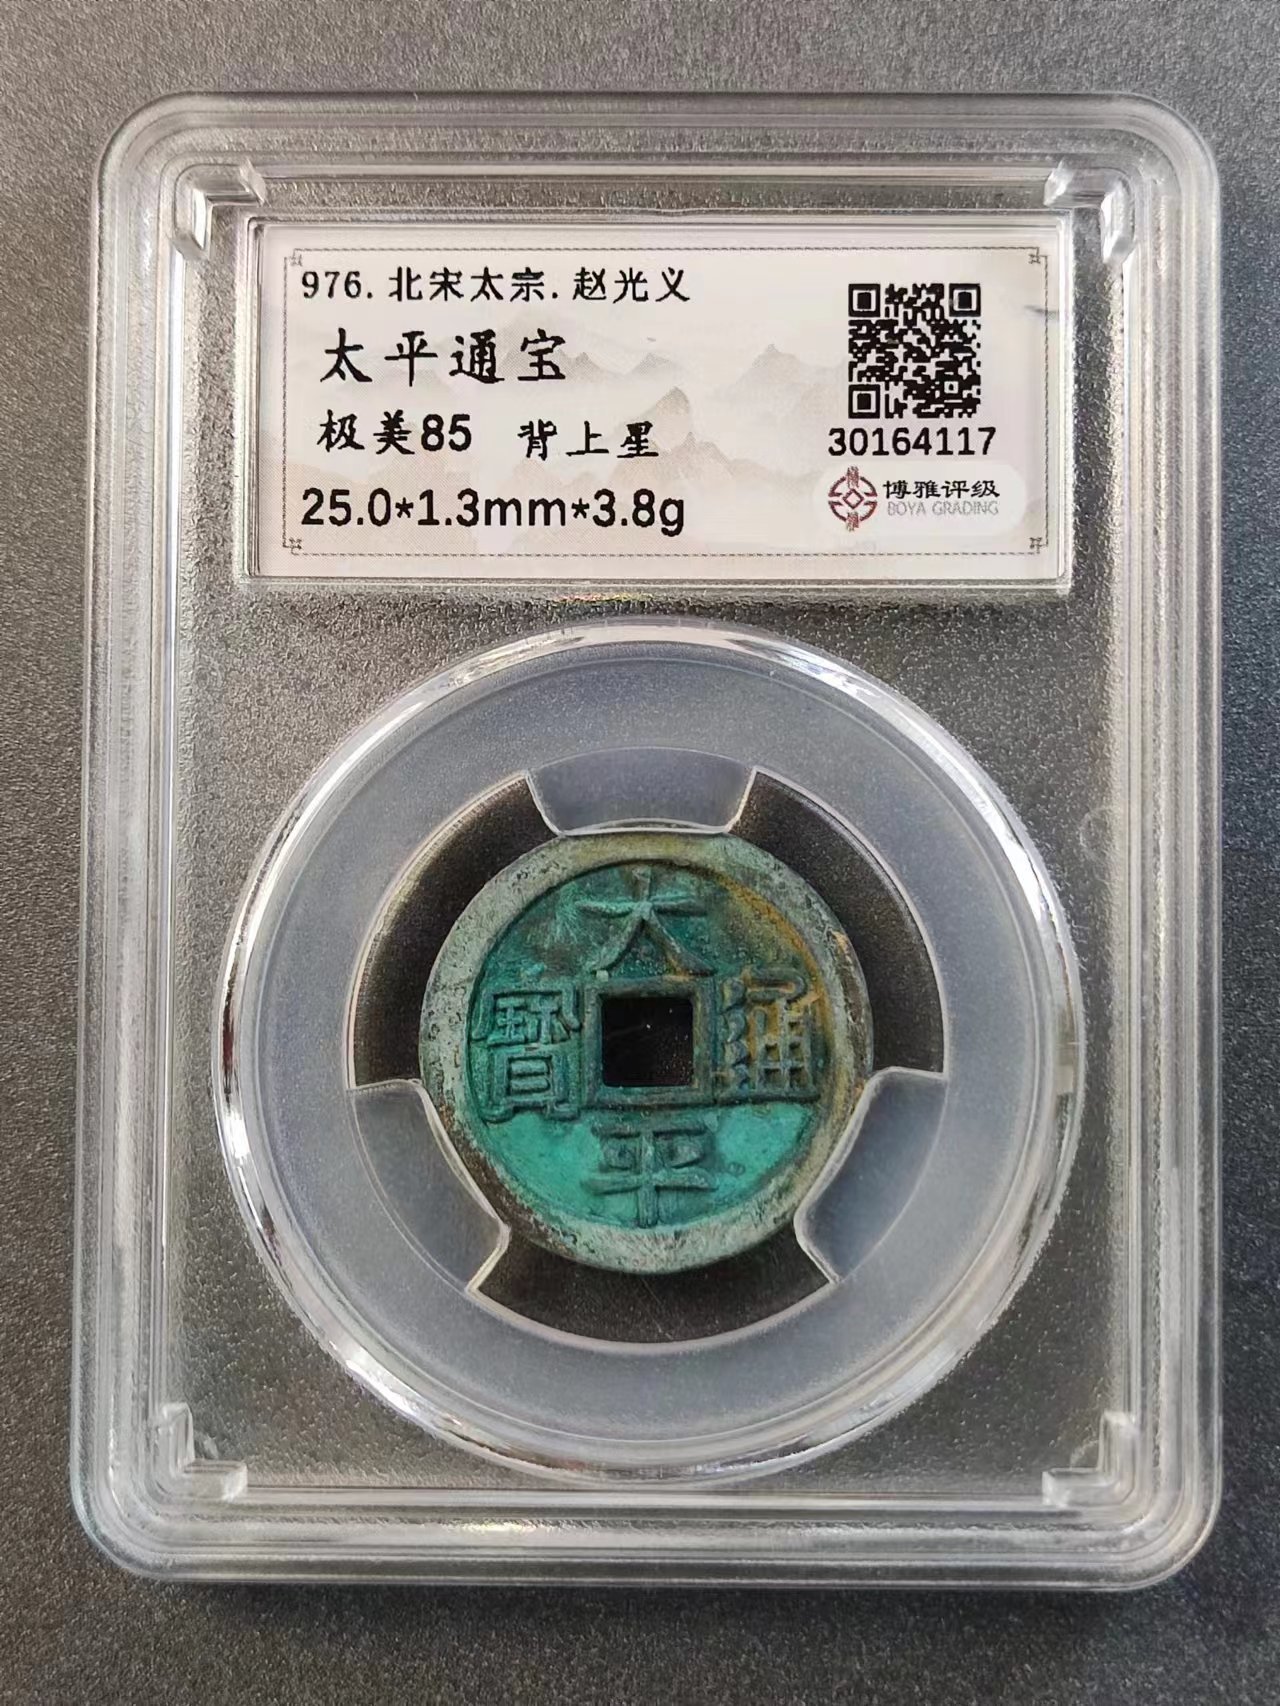 976.北宋太宗.赵光义
太平通宝
极美85 背上星
25.0*1.3mm*3.8g
30164117
博雅评级
BOYA GRADING
太
寶 通
平